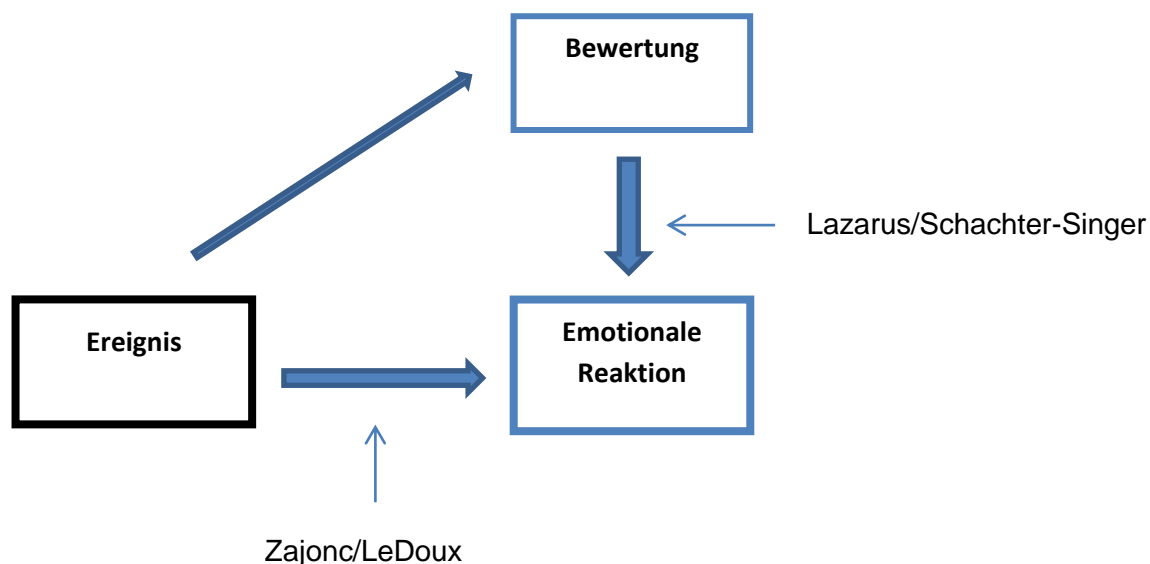 Bewertung
Lazarus/Schachter-Singer
Ereignis
Emotionale
Reaktion
Zajonc/LeDoux